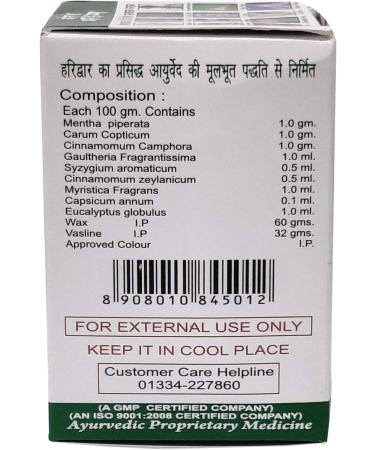 हरिद्वार का प्रसिद्ध आयुर्वेद की मूलभूत पद्धति से निर्मित
Composition :
Each 100 gm. Contains
Mentha piperata 1.0 gm.
Carum Copticum 1.0 gm.
Cinnamomum Camphora 1.0 gm.
Gaultheria Fragrantissima 1.0 ml.
Syzygium aromaticum 0.5 ml.
Cinnamomum zeylanicum 0.5 ml.
Myristica Fragrans 1.0 ml.
Capsicum annum 0.1 ml.
Eucalyptus globulus 1.0 ml.
Wax I.P 60 gms.
Vasline I.P 32 gms.
Approved Colour I.P.
8 908010 845012
FOR EXTERNAL USE ONLY
KEEP IT IN COOL PLACE
Customer Care Helpline
01334-227860
(A GMP CERTIFIED COMPANY)
(AN ISO 9001:2008 CERTIFIED COMPANY)
Ayurvedic Proprietary Medicine